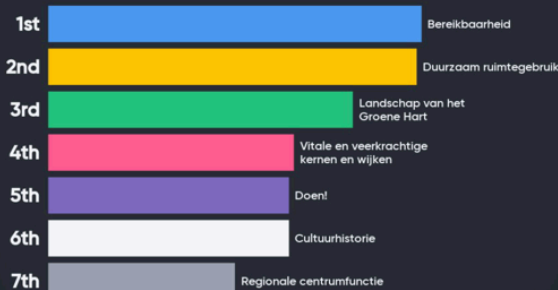 1st
Bereikbaarheid
2nd
Duurzaam ruimtegebruik
3rd
Landschap van het
Groene Hart
4th
Vitale en veerkrachtige
kernen en wijken
5th
Doen!
6th
Cultuurhistorie
7th
Regionale centrumfunctie